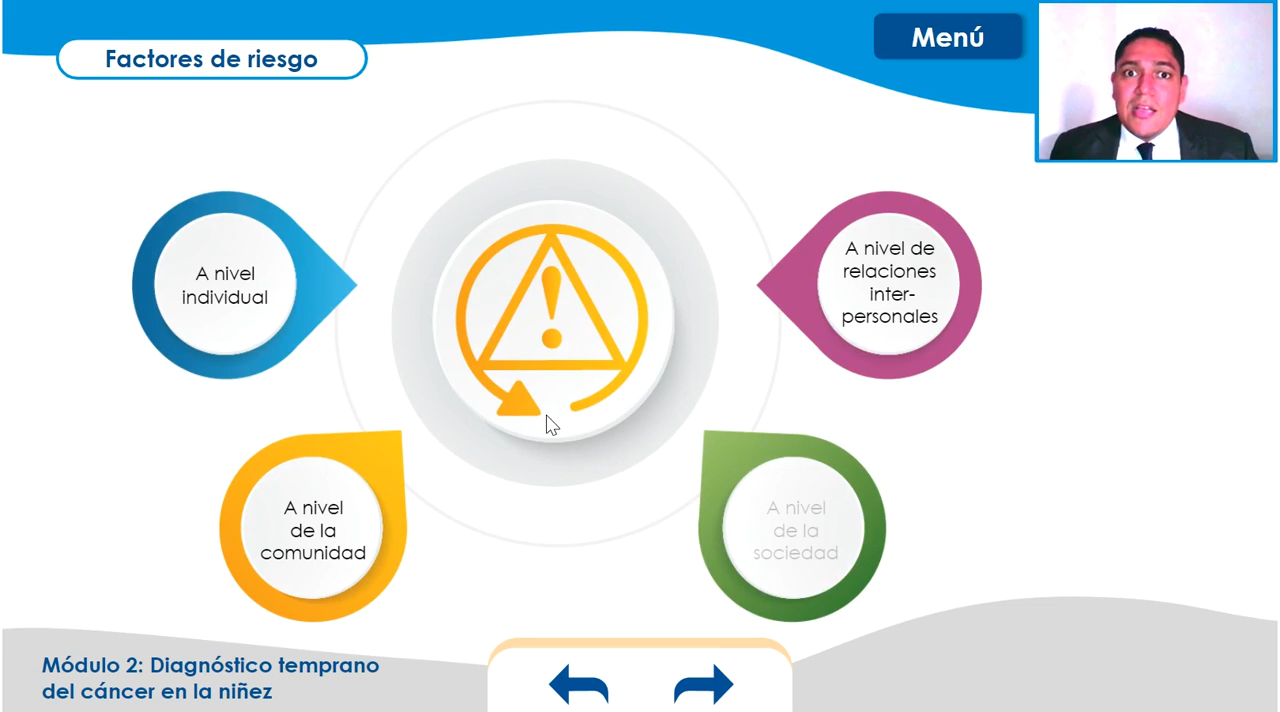 Factores de riesgo
Menú
A nivel
individual
A nivel de
relaciones
inter-
personales
A nivel
de la
comunidad
A nivel
de la
sociedad
Módulo 2: Diagnóstico temprano
del cáncer en la niñez